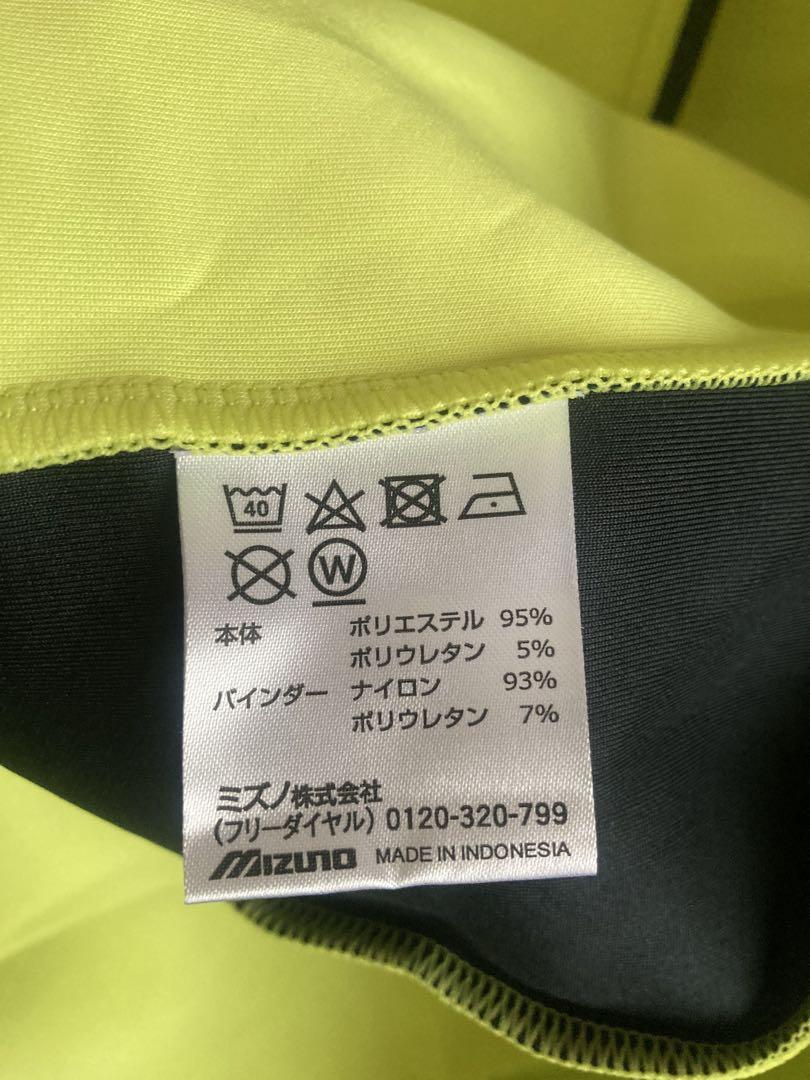 40
W
本体 ポリエステル 95%
ポリウレタン 5%
バインダー ナイロン 93%
ポリウレタン 7%
ミズノ株式会社
(フリーダイヤル) 0120-320-799
MIZUNO MADE IN INDONESIA